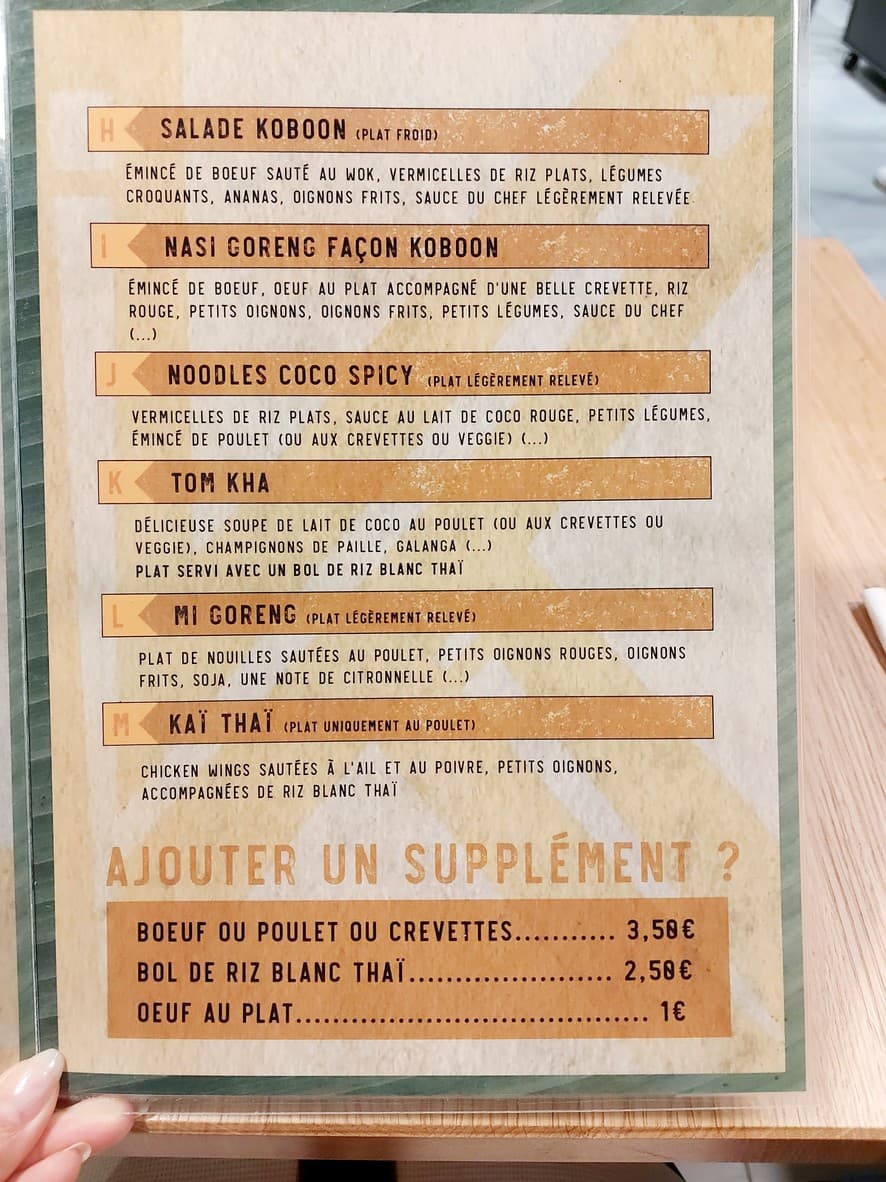 H SALADE KOBOON (PLAT FROID)
ÉMINCÉ DE BOEUF SAUTÉ AU WOK, VERMICELLES DE RIZ PLATS, LÉGUMES
CROQUANTS, ANANAS, OIGNONS FRITS, SAUCE DU CHEF LÉGÈREMENT RELEVÉE
I NASI GORENG FAÇON KOBOON
ÉMINCÉ DE BOEUF, OEUF AU PLAT ACCOMPAGNÉ D'UNE BELLE CREVETTE, RIZ
ROUGE, PETITS OIGNONS, OIGNONS FRITS, PETITS LÉGUMES, SAUCE DU CHEF
(...)
J NOODLES COCO SPICY (PLAT LÉGÈREMENT RELEVÉ)
VERMICELLES DE RIZ PLATS, SAUCE AU LAIT DE COCO ROUGE, PETITS LÉGUMES,
ÉMINCÉ DE POULET (OU AUX CREVETTES OU VEGGIE) (...)
K TOM KHA
DÉLICIEUSE SOUPE DE LAIT DE COCO AU POULET (OU AUX CREVETTES OU
VEGGIE), CHAMPIGNONS DE PAILLE, GALANGA (...)
PLAT SERVI AVEC UN BOL DE RIZ BLANC THAÏ
L MI GORENG (PLAT LÉGÈREMENT RELEVÉ)
PLAT DE NOUILLES SAUTÉES AU POULET, PETITS OIGNONS ROUGES, OIGNONS
FRITS, SOJA, UNE NOTE DE CITRONNELLE (...)
M KAÏ THAÏ (PLAT UNIQUEMENT AU POULET)
CHICKEN WINGS SAUTÉES À L'AIL ET AU POIVRE, PETITS OIGNONS,
ACCOMPAGNÉES DE RIZ BLANC THAÏ
AJOUTER UN SUPPLÉMENT ?
BOEUF OU POULET OU CREVETTES........... 3,50€
BOL DE RIZ BLANC THAÏ...................... 2,50€
OEUF AU PLAT...................................... 1€